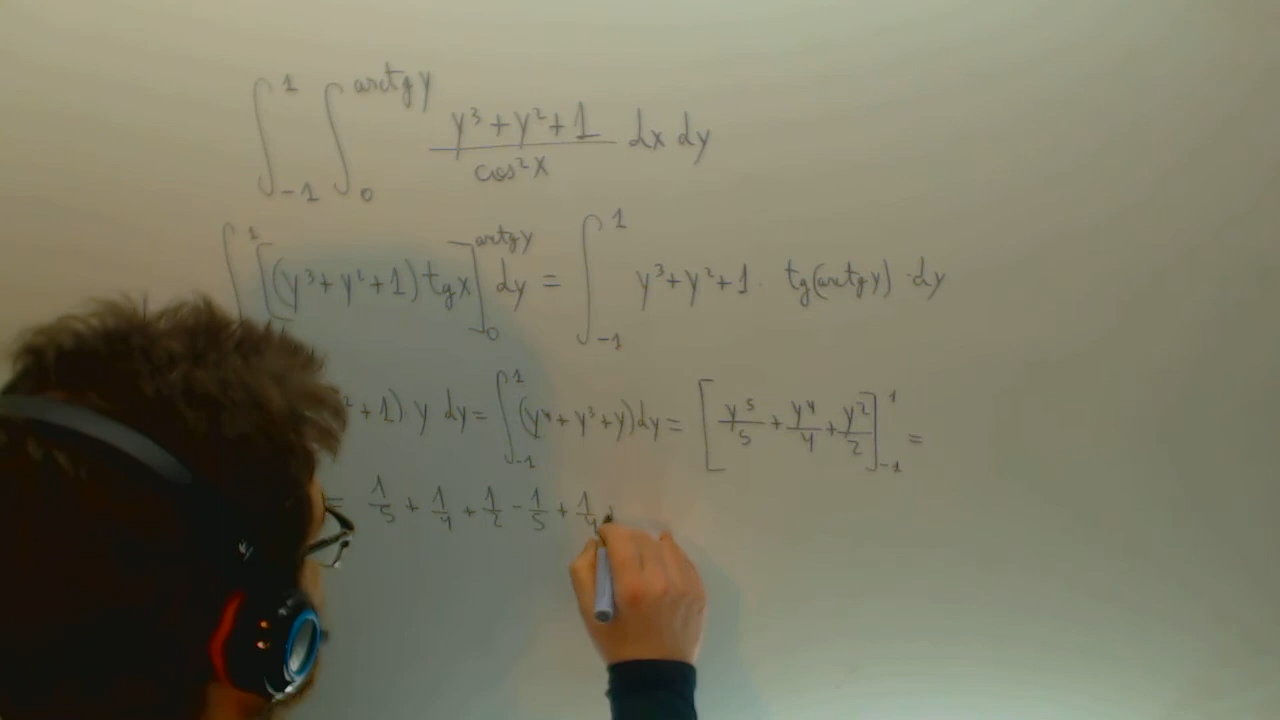 ∫_{-1}^{1} ∫_{0}^{arctg y} (y³+y²+1)/(cos²x) dx dy
∫^{1} [(y³+y²+1) tg x]_{0}^{arctg y} dy = ∫_{-1}^{1} y³+y²+1 · tg(arctg y) · dy
²+1) · y dy = ∫_{-1}^{1} (y⁴+y³+y)dy = [y⁵/5 + y⁴/4 + y²/2]_{-1}^{1} =
= 1/5 + 1/4 + 1/2 - 1/5 + 1/4